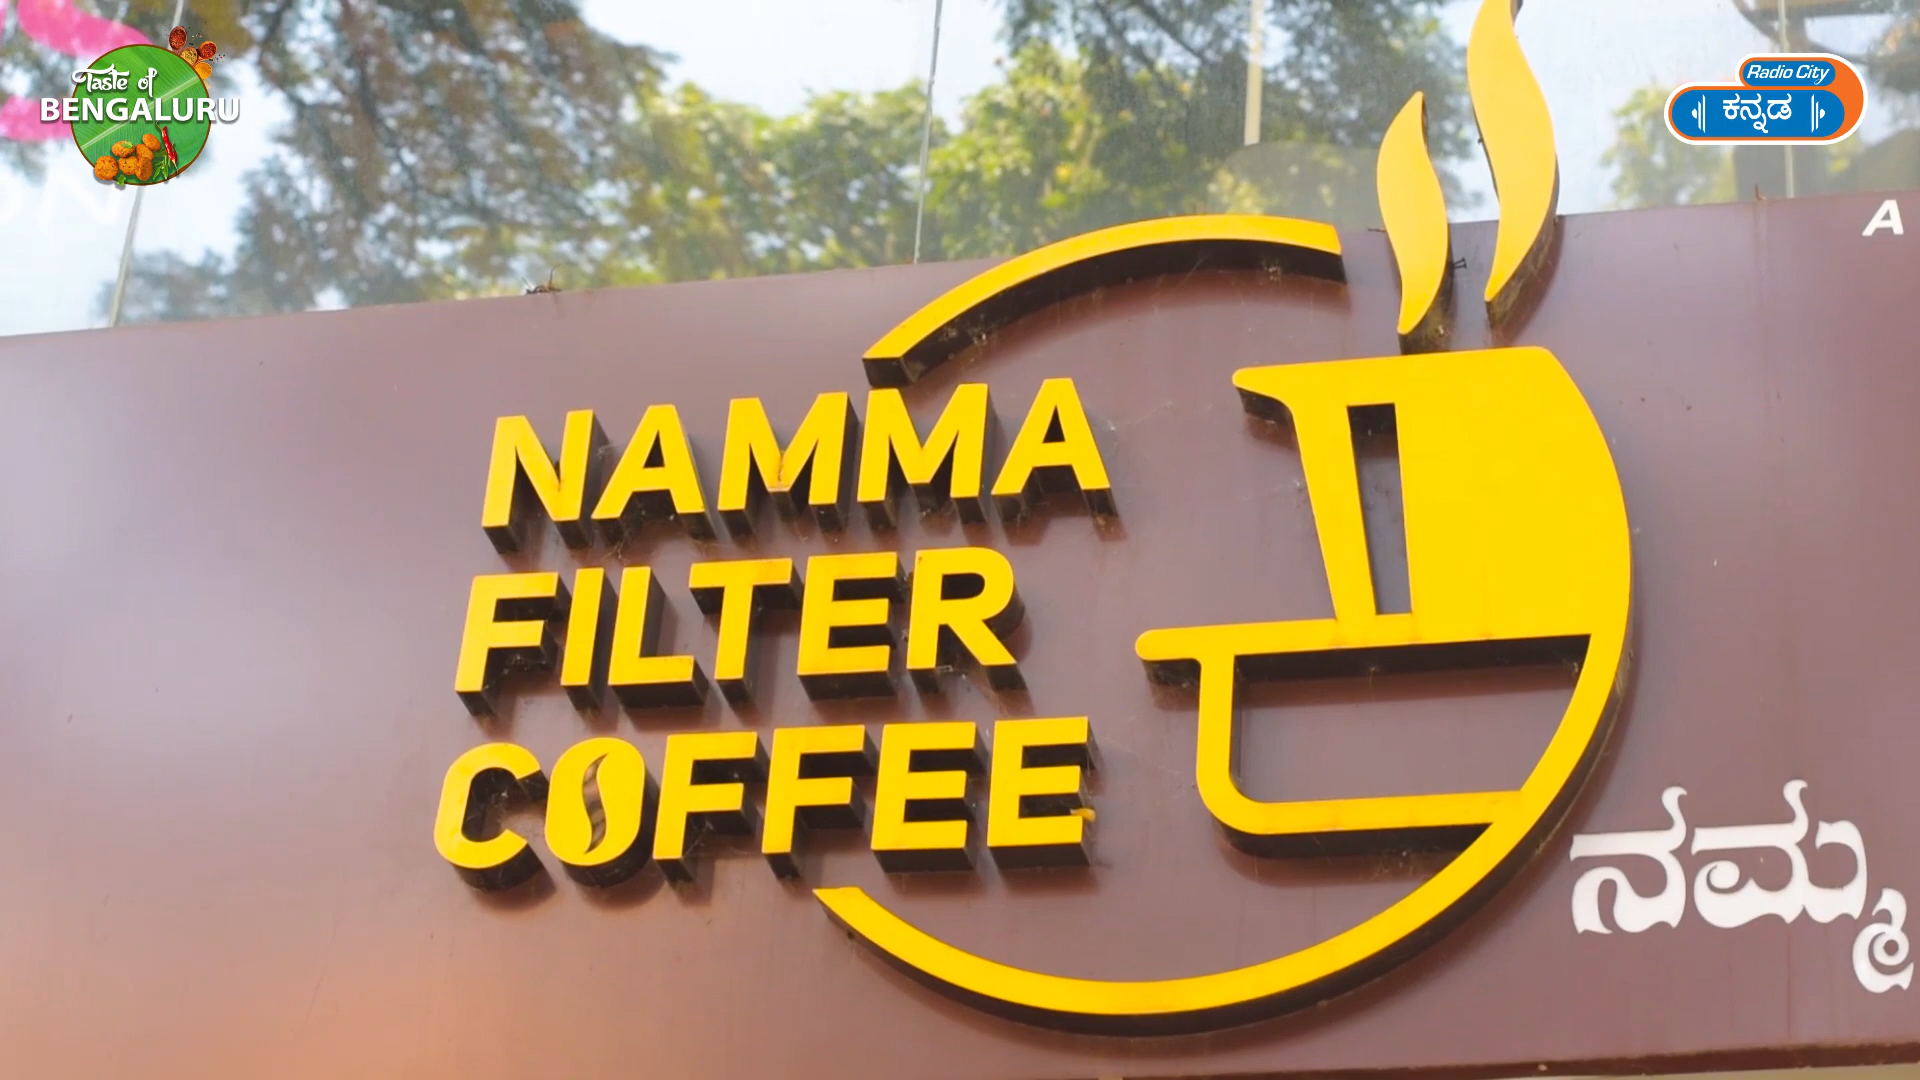 Taste of
BENGALURU
Radio City
ಕನ್ನಡ
A
NAMMA
FILTER
COFFEE
ನಮ್ಮ